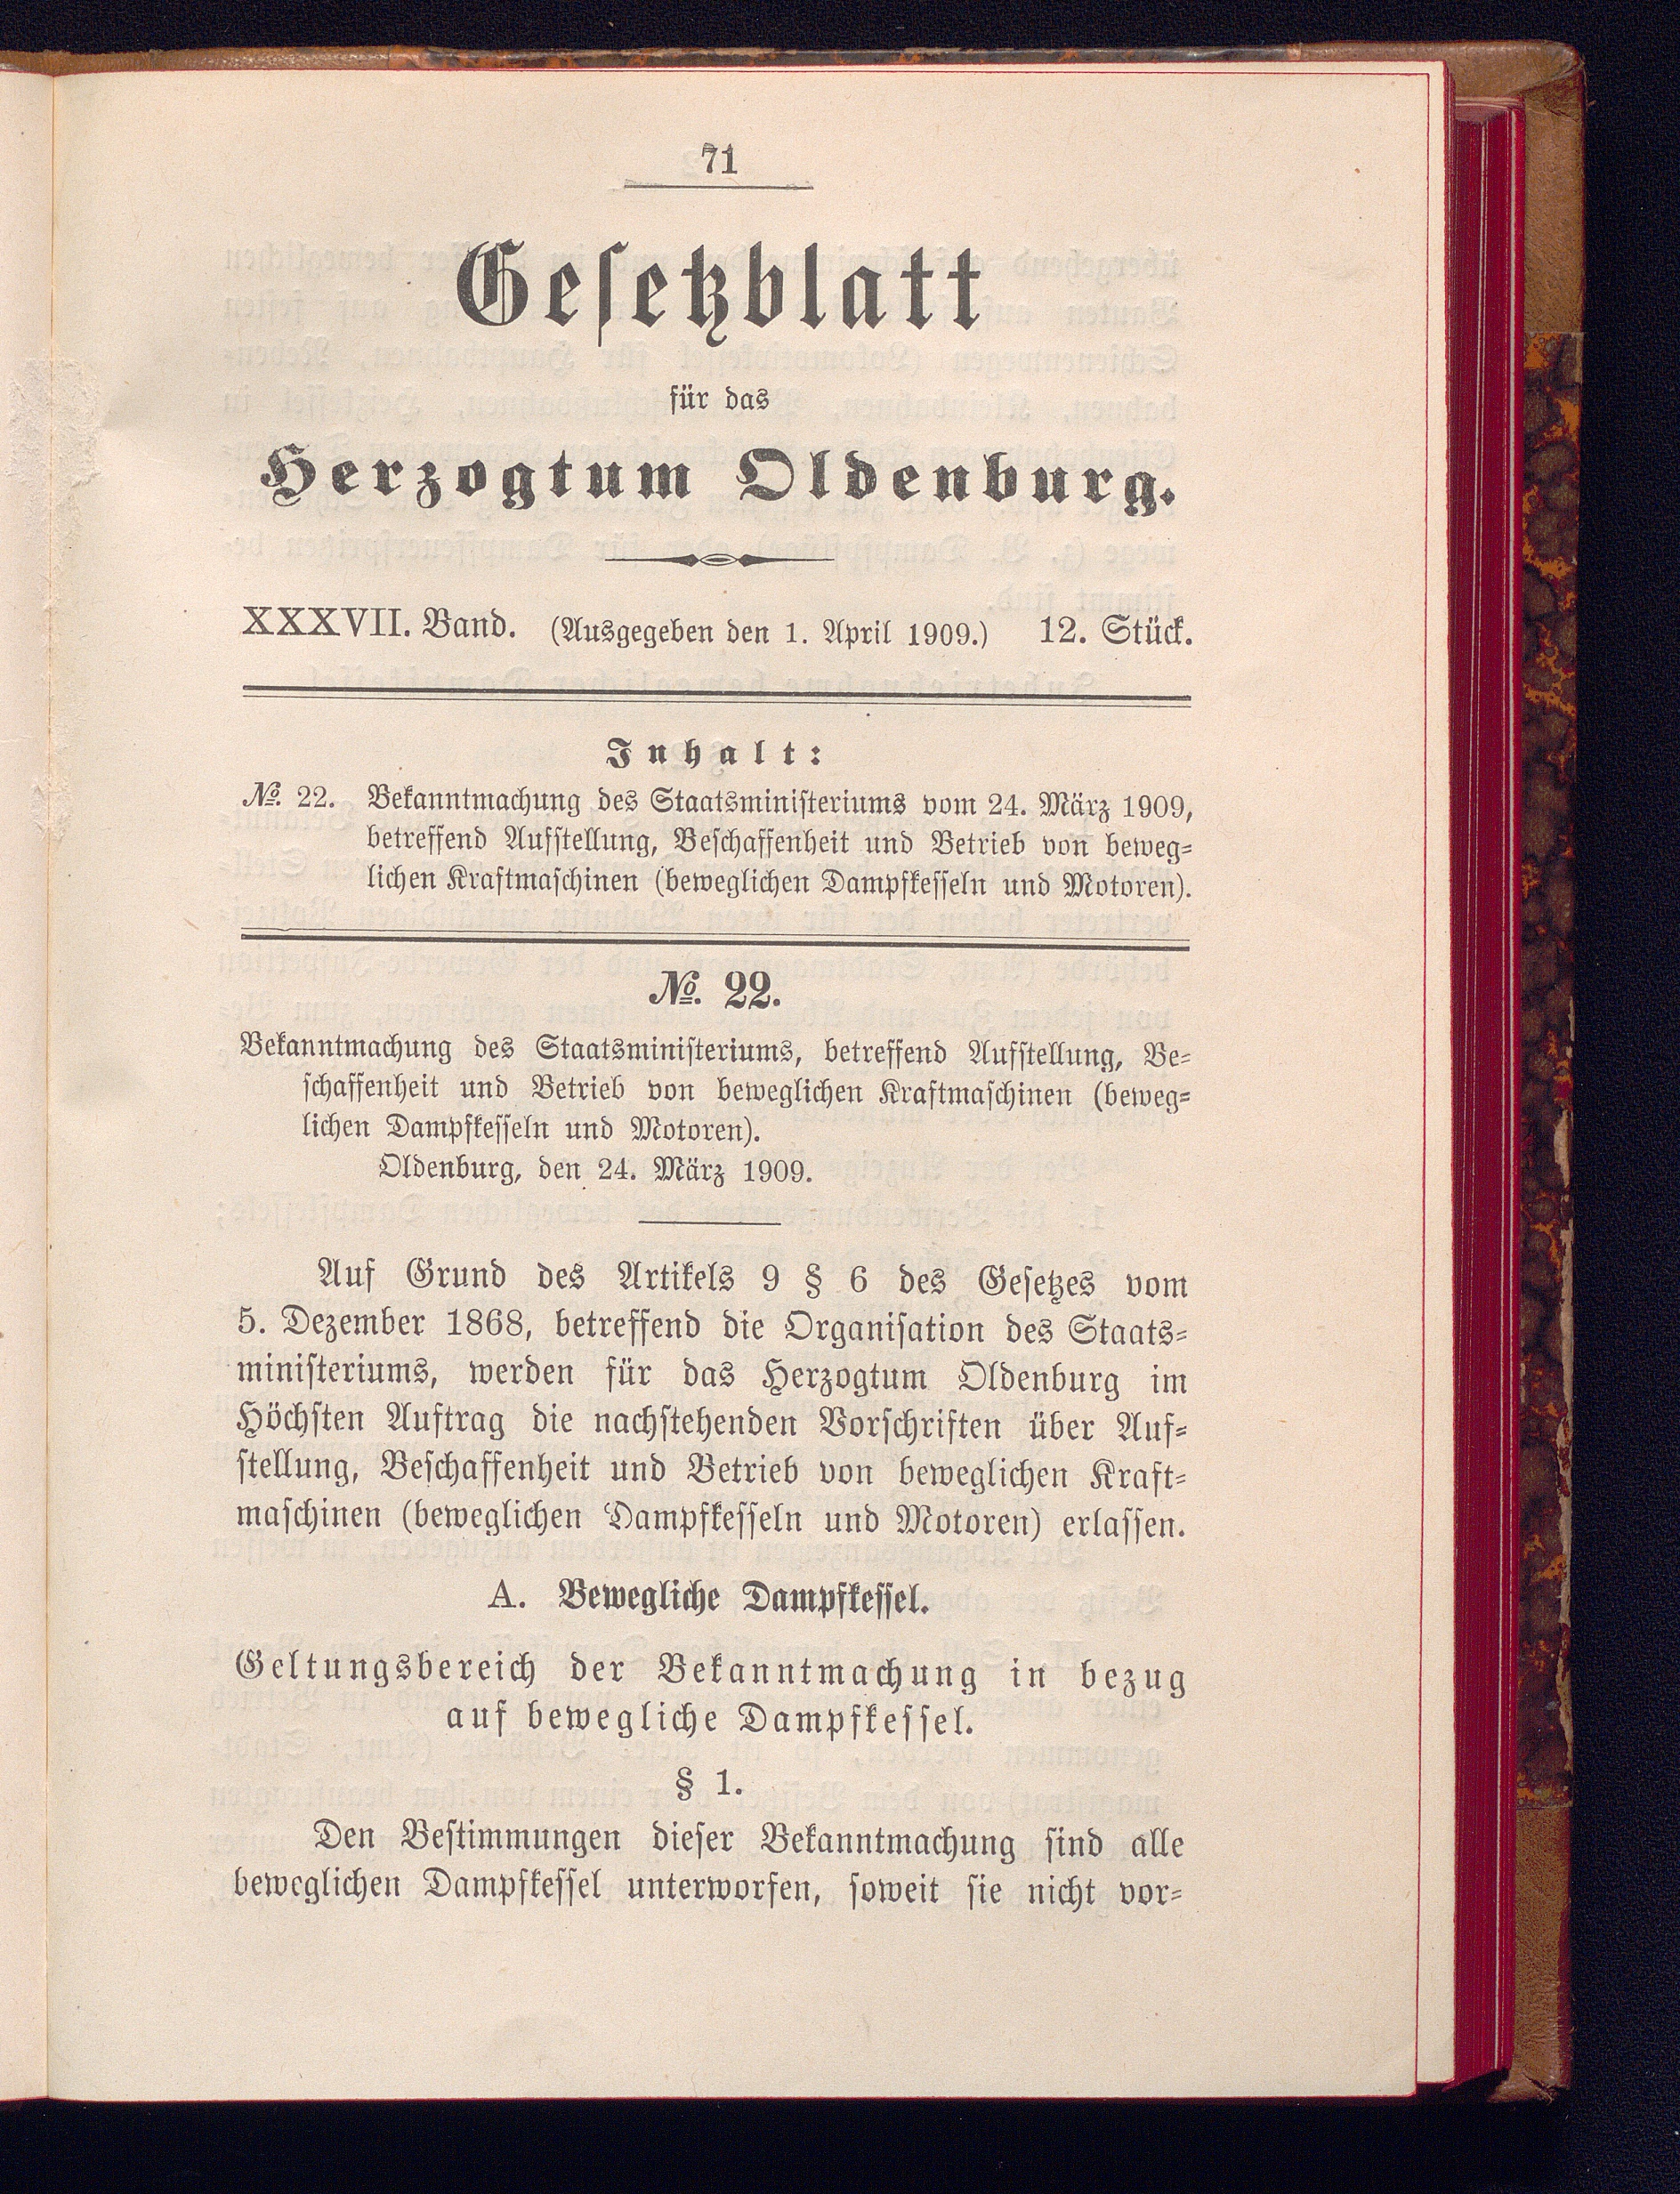 71
Gesetzblatt
für das
Herzogtum Oldenburg.
XXXVII. Band. (Ausgegeben den 1. April 1909.) 12. Stück.
Inhalt:
№. 22. Bekanntmachung des Staatsministeriums vom 24. März 1909,
betreffend Aufstellung, Beschaffenheit und Betrieb von beweg-
lichen Kraftmaschinen (beweglichen Dampfkesseln und Motoren).
№. 22.
Bekanntmachung des Staatsministeriums, betreffend Aufstellung, Be-
schaffenheit und Betrieb von beweglichen Kraftmaschinen (beweg-
lichen Dampfkesseln und Motoren).
Oldenburg, den 24. März 1909.
Auf Grund des Artikels 9 § 6 des Gesetzes vom
5. Dezember 1868, betreffend die Organisation des Staats-
ministeriums, werden für das Herzogtum Oldenburg im
Höchsten Auftrag die nachstehenden Vorschriften über Auf-
stellung, Beschaffenheit und Betrieb von beweglichen Kraft-
maschinen (beweglichen Dampfkesseln und Motoren) erlassen.
A. Bewegliche Dampfkessel.
Geltungsbereich der Bekanntmachung in bezug
auf bewegliche Dampfkessel.
§ 1.
Den Bestimmungen dieser Bekanntmachung sind alle
beweglichen Dampfkessel unterworfen, soweit sie nicht vor-